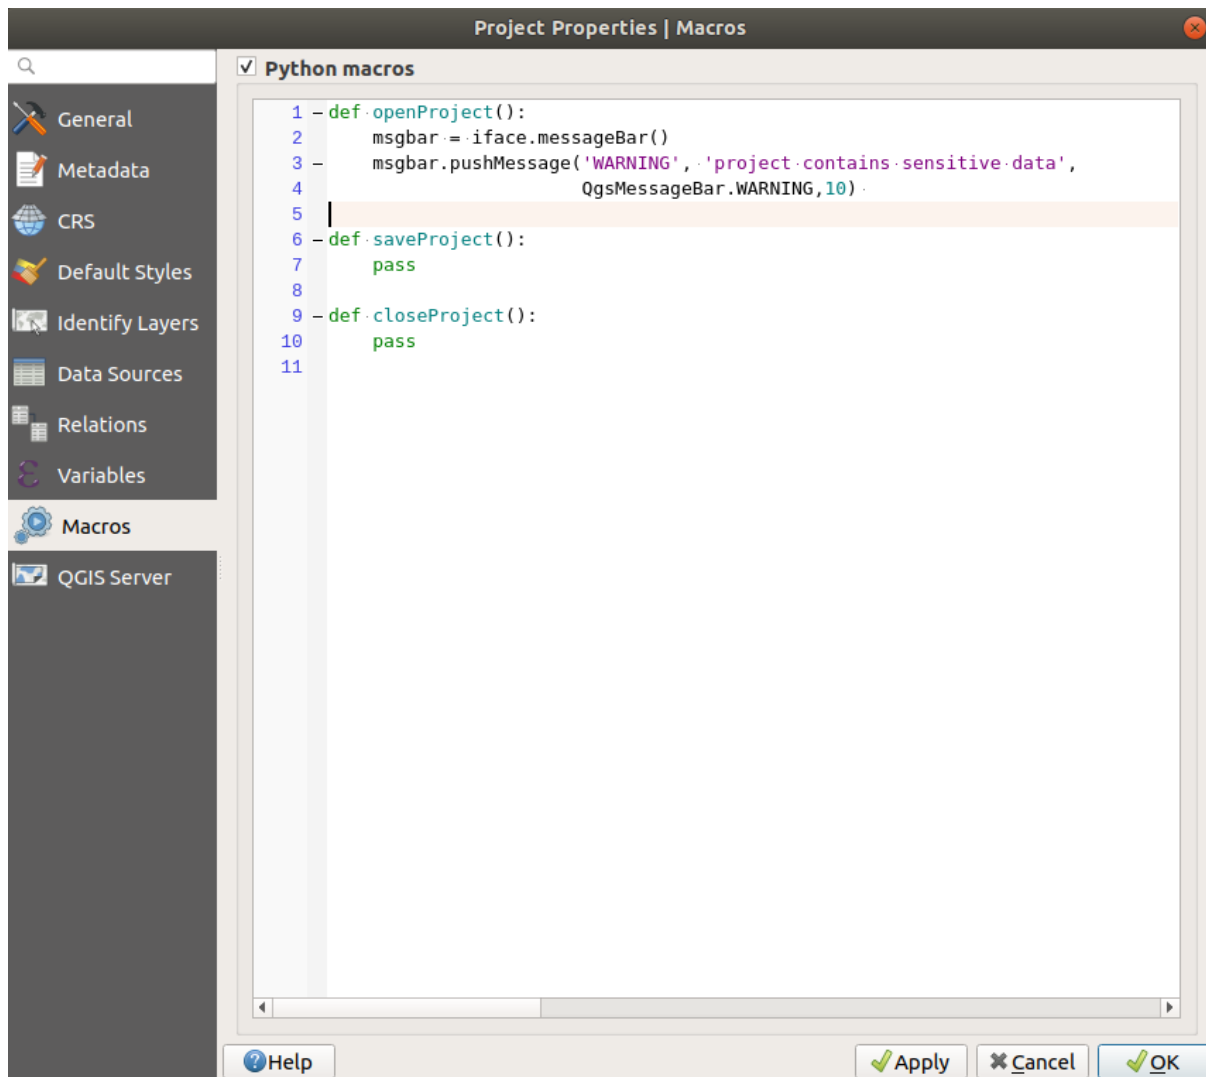 Project Properties | Macros
General
Metadata
CRS
Default Styles
Identify Layers
Data Sources
Relations
Variables
Macros
QGIS Server
Python macros
1 def openProject():
2 msgbar = iface.messageBar()
3 msgbar.pushMessage('WARNING', 'project contains sensitive data',
4 QgsMessageBar.WARNING,10)
5
6 def saveProject():
7 pass
8
9 def closeProject():
10 pass
11
Help
Apply
Cancel
OK